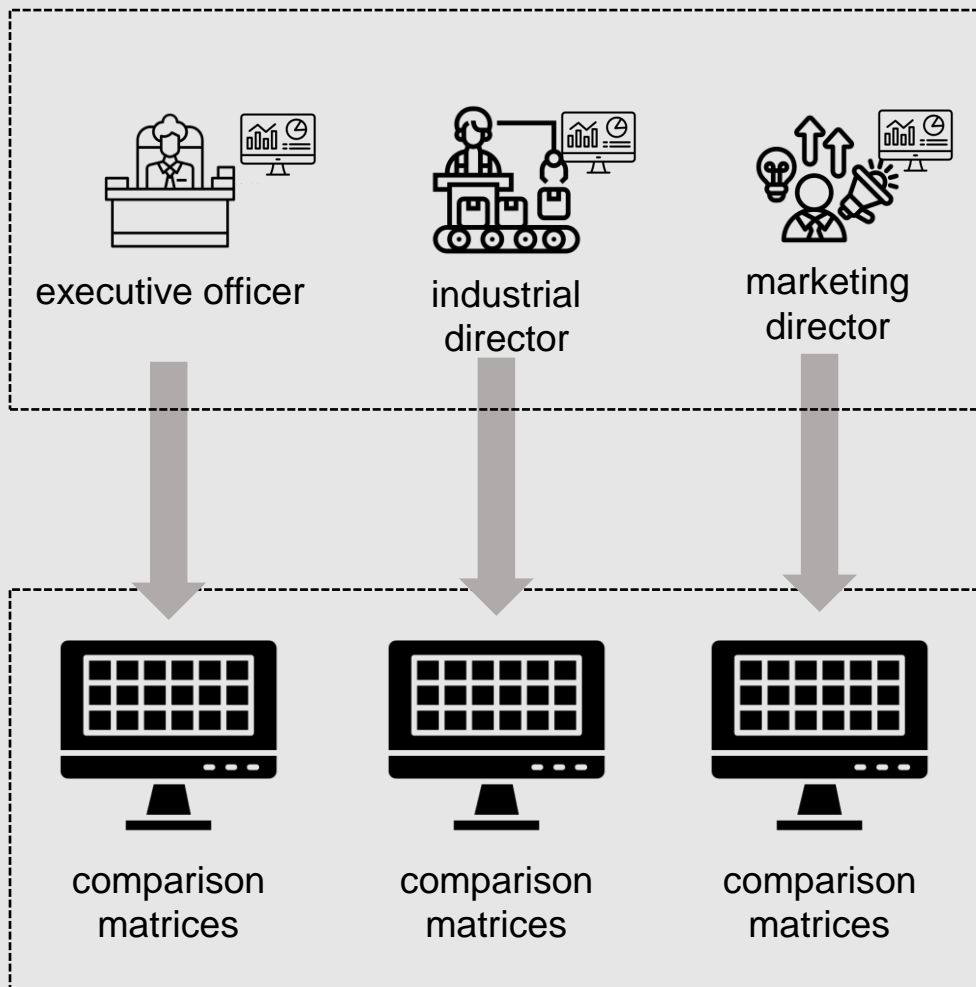 executive officer
industrial
director
marketing
director
comparison
matrices
comparison
matrices
comparison
matrices